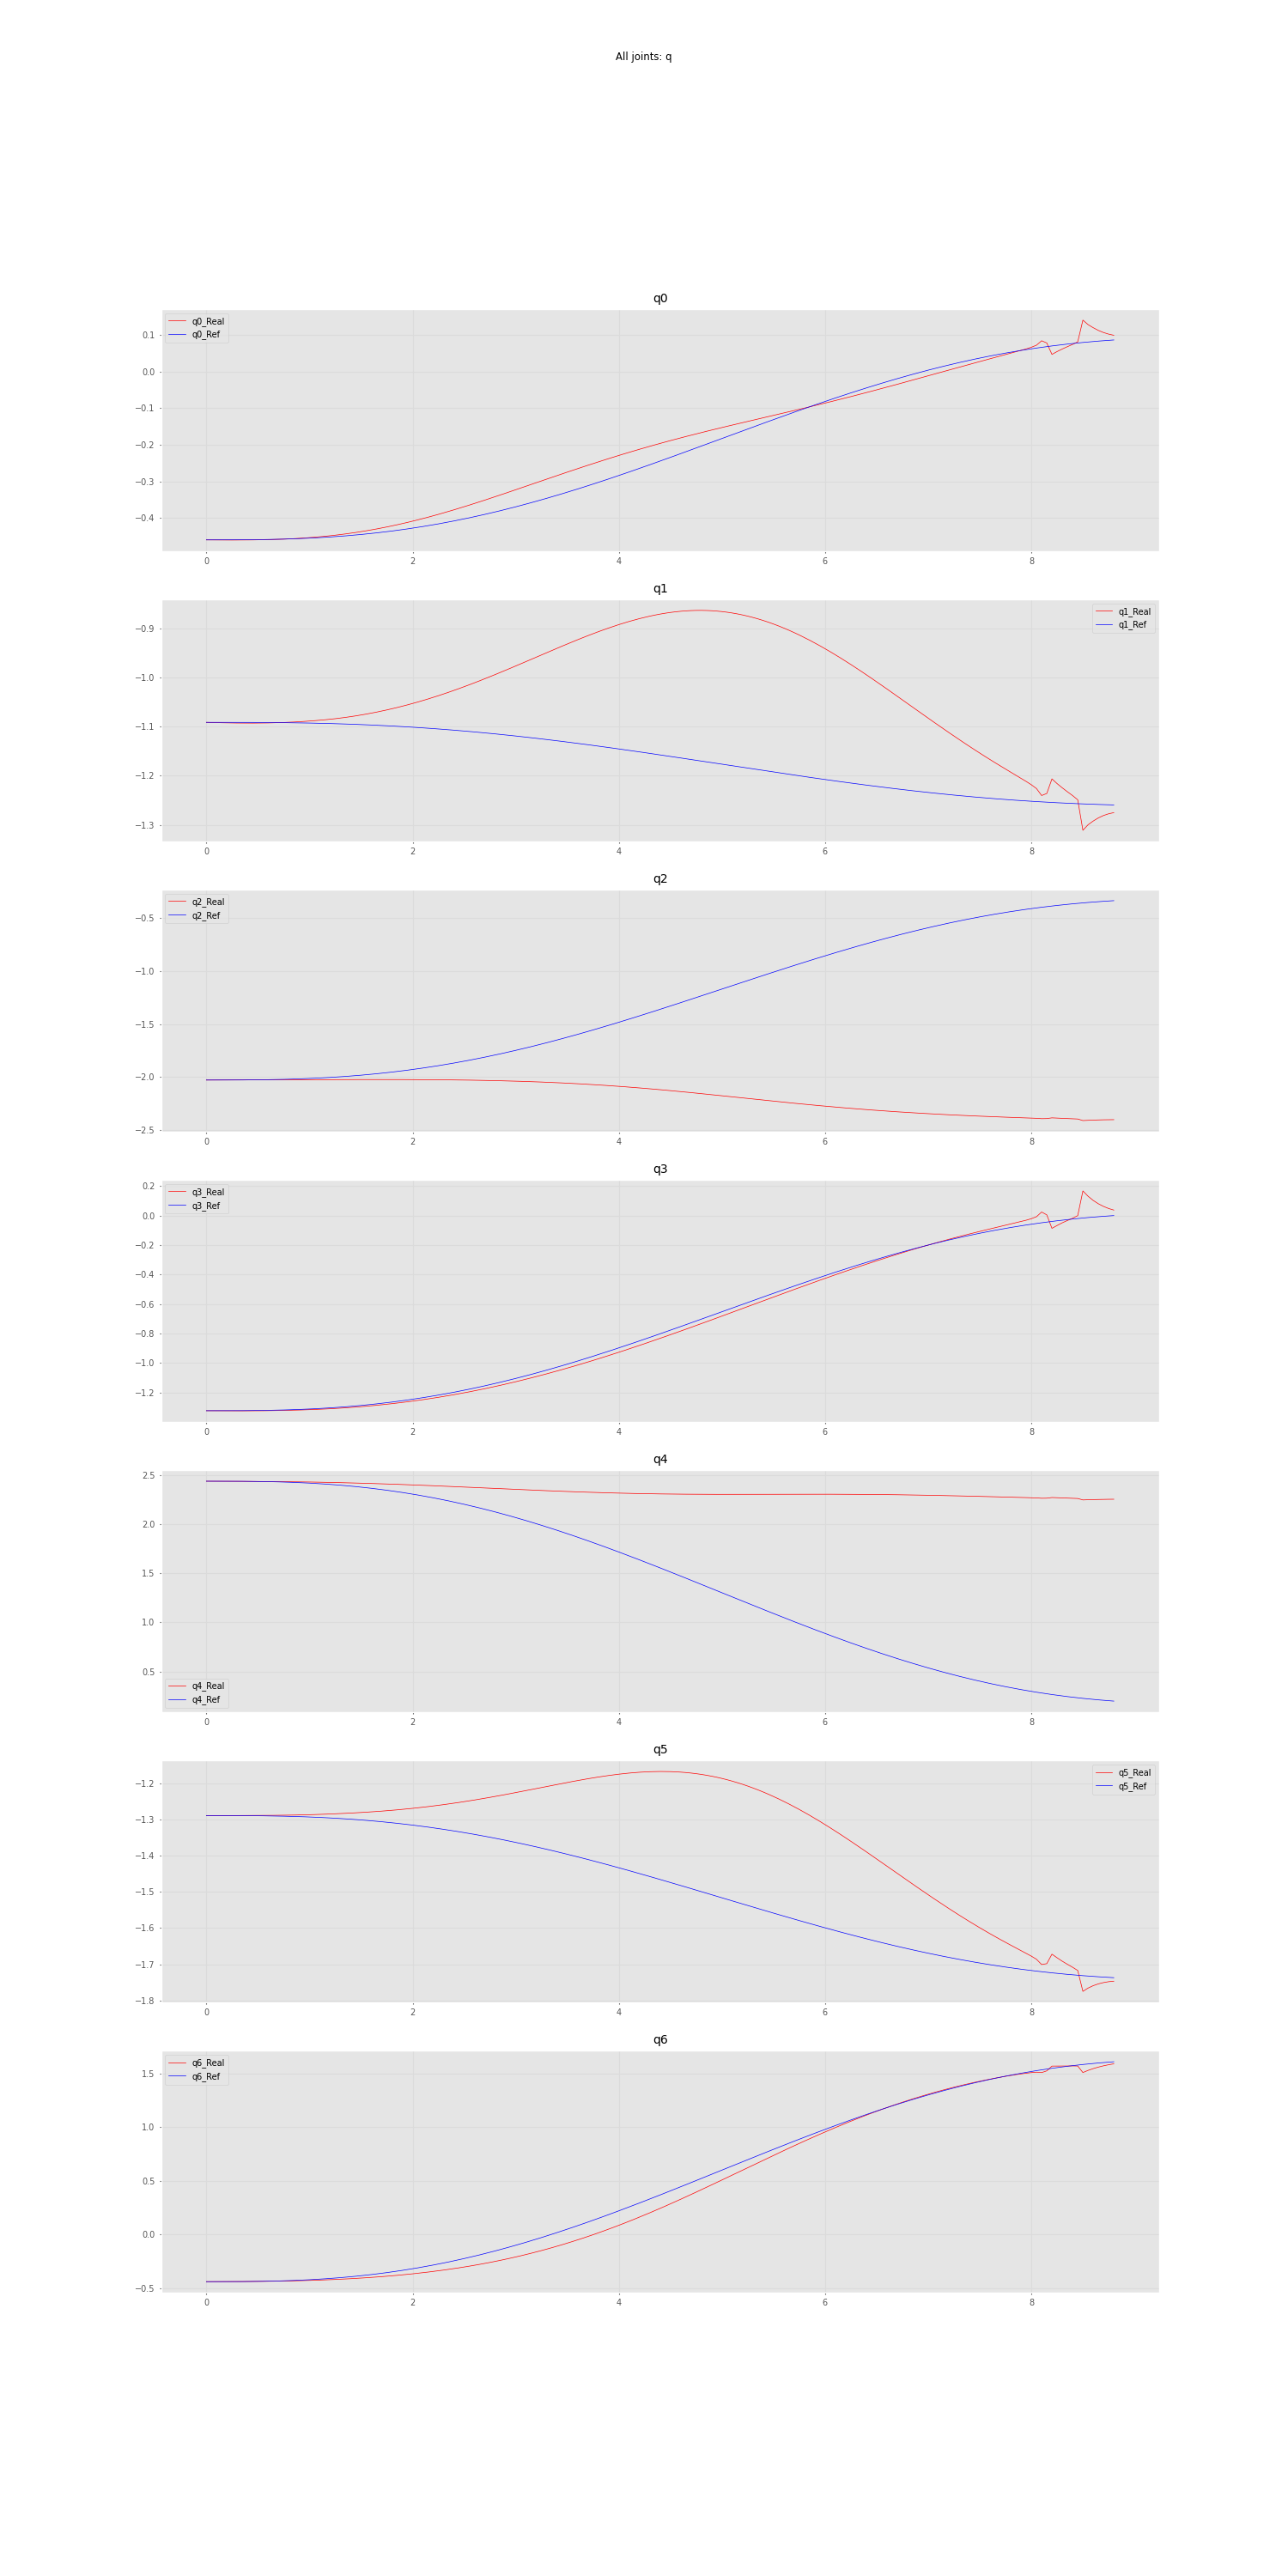 All joints: q
q0
q0_Real
q0_Ref
0.1
0.0
−0.1
−0.2
−0.3
−0.4
0 2 4 6 8
q1
q1_Real
q1_Ref
−0.9
−1.0
−1.1
−1.2
−1.3
0 2 4 6 8
q2
q2_Real
q2_Ref
−0.5
−1.0
−1.5
−2.0
−2.5
0 2 4 6 8
q3
q3_Real
q3_Ref
0.2
0.0
−0.2
−0.4
−0.6
−0.8
−1.0
−1.2
0 2 4 6 8
q4
2.5
2.0
1.5
1.0
0.5
q4_Real
q4_Ref
0 2 4 6 8
q5
q5_Real
q5_Ref
−1.2
−1.3
−1.4
−1.5
−1.6
−1.7
−1.8
0 2 4 6 8
q6
q6_Real
q6_Ref
1.5
1.0
0.5
0.0
−0.5
0 2 4 6 8